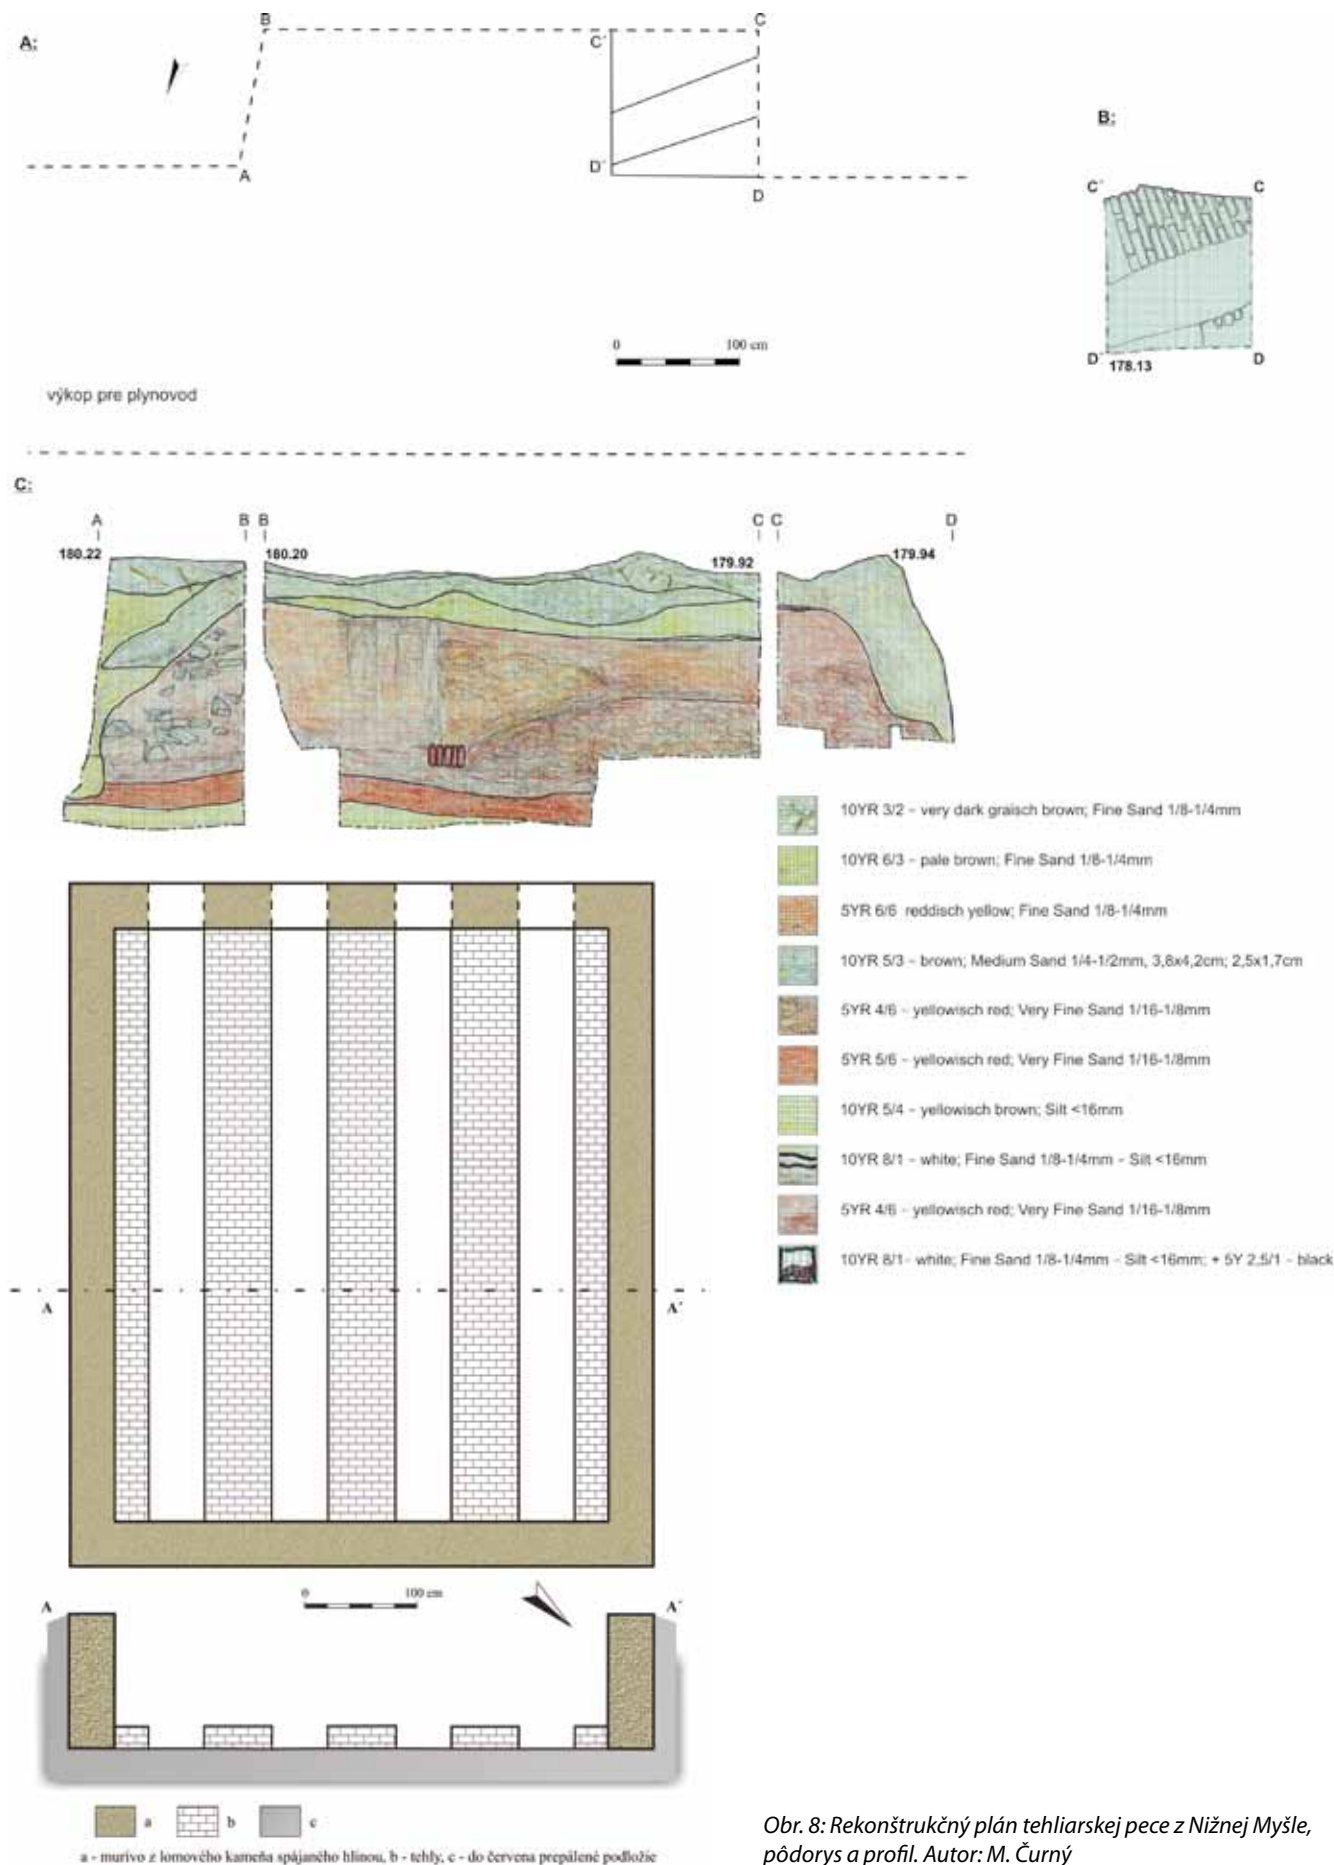 A:
B
C
C´
D´
A
D
B:
C´
C
D´
178.13
D
0
100 cm
výkop pre plynovod
C:
A
B B
C C
D
180.22
180.20
179.92
179.94
10YR 3/2 – very dark graisch brown; Fine Sand 1/8-1/4mm
10YR 6/3 – pale brown; Fine Sand 1/8-1/4mm
5YR 6/6 reddisch yellow; Fine Sand 1/8-1/4mm
10YR 5/3 – brown; Medium Sand 1/4-1/2mm, 3,8x4,2cm; 2,5x1,7cm
5YR 4/6 – yellowisch red; Very Fine Sand 1/16-1/8mm
5YR 5/6 – yellowisch red; Very Fine Sand 1/16-1/8mm
10YR 5/4 – yellowisch brown; Silt <16mm
10YR 8/1 – white; Fine Sand 1/8-1/4mm – Silt <16mm
5YR 4/6 – yellowisch red; Very Fine Sand 1/16-1/8mm
10YR 8/1– white; Fine Sand 1/8-1/4mm – Silt <16mm; + 5Y 2,5/1 – black
A
A´
0
100 cm
A
A´
a
b
c
a - murivo z lomového kameňa spájaného hlinou, b - tehly, c - do červena prepálené podložie
Obr. 8: Rekonštrukčný plán tehliarskej pece z Nižnej Myšle,
pôdorys a profil. Autor: M. Čurný